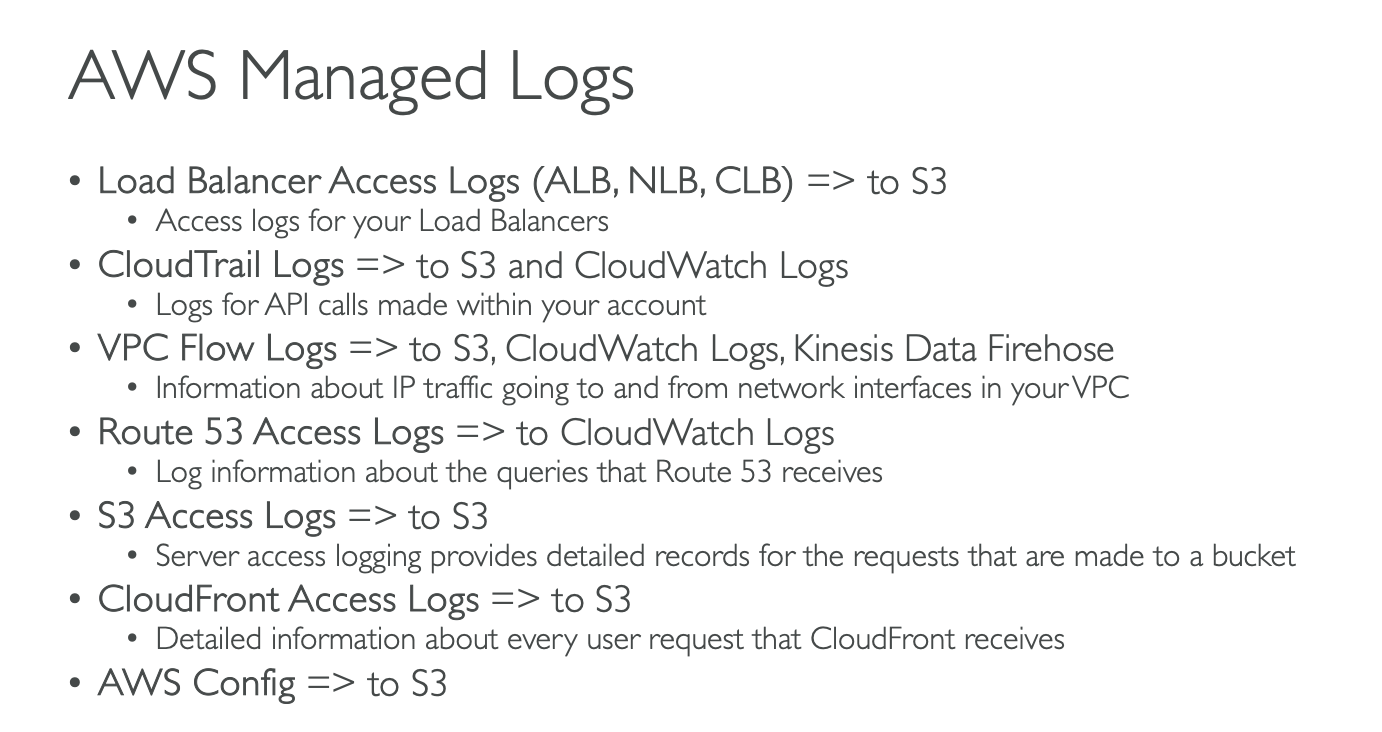 AWS Managed Logs
• Load Balancer Access Logs (ALB, NLB, CLB) => to S3
• Access logs for your Load Balancers
• CloudTrail Logs => to S3 and CloudWatch Logs
• Logs for API calls made within your account
• VPC Flow Logs => to S3, CloudWatch Logs, Kinesis Data Firehose
• Information about IP traffic going to and from network interfaces in your VPC
• Route 53 Access Logs => to CloudWatch Logs
• Log information about the queries that Route 53 receives
• S3 Access Logs => to S3
• Server access logging provides detailed records for the requests that are made to a bucket
• CloudFront Access Logs => to S3
• Detailed information about every user request that CloudFront receives
• AWS Config => to S3